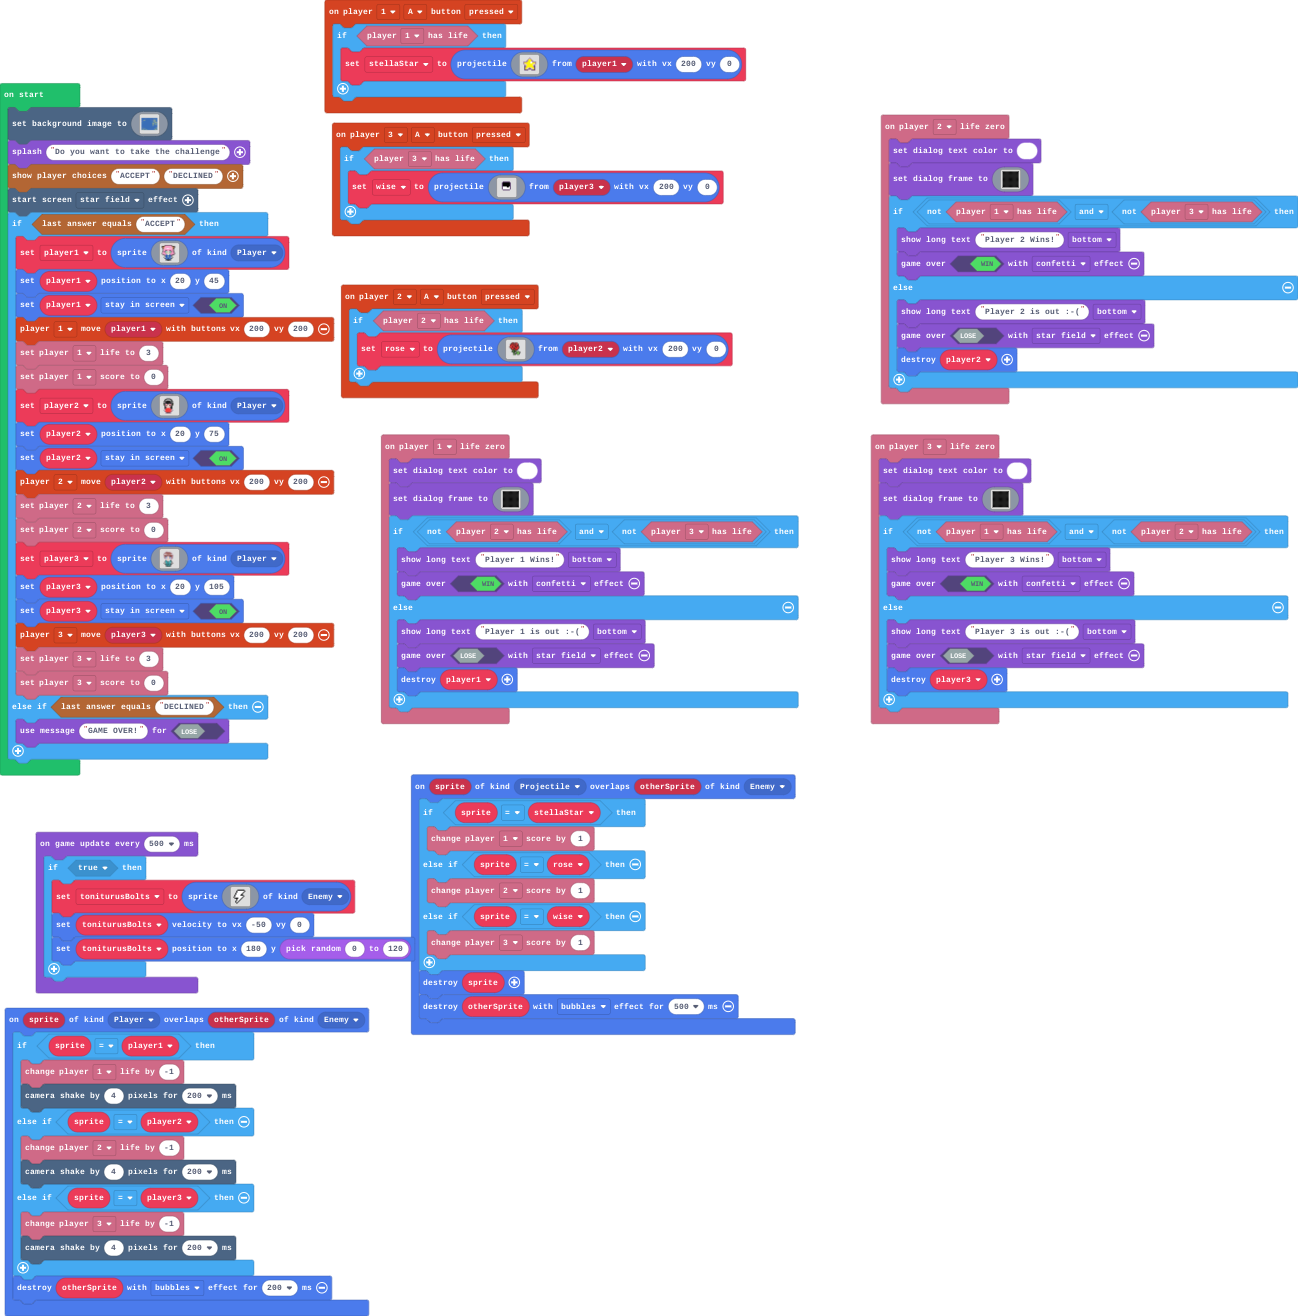 on start
set background image to
splash "Do you want to take the challenge"
show player choices "ACCEPT" "DECLINED"
start screen star field effect
if last answer equals "ACCEPT" then
set player1 to sprite of kind Player
set player1 position to x 20 y 45
set player1 stay in screen ON
player 1 move player1 with buttons vx 200 vy 200
set player 1 life to 3
set player 1 score to 0
set player2 to sprite of kind Player
set player2 position to x 20 y 75
set player2 stay in screen ON
player 2 move player2 with buttons vx 200 vy 200
set player 2 life to 3
set player 2 score to 0
set player3 to sprite of kind Player
set player3 position to x 20 y 105
set player3 stay in screen ON
player 3 move player3 with buttons vx 200 vy 200
set player 3 life to 3
set player 3 score to 0
else if last answer equals "DECLINED" then
use message "GAME OVER!" for LOSE
on player 1 A button pressed
if player 1 has life then
set stellaStar to projectile from player1 with vx 200 vy 0
on player 3 A button pressed
if player 3 has life then
set wise to projectile from player3 with vx 200 vy 0
on player 2 A button pressed
if player 2 has life then
set rose to projectile from player2 with vx 200 vy 0
on player 2 life zero
set dialog text color to
set dialog frame to
if not player 1 has life and not player 3 has life then
show long text "Player 2 Wins!" bottom
game over WIN with confetti effect
else
show long text "Player 2 is out :-(" bottom
game over LOSE with star field effect
destroy player2
on player 1 life zero
set dialog text color to
set dialog frame to
if not player 2 has life and not player 3 has life then
show long text "Player 1 Wins!" bottom
game over WIN with confetti effect
else
show long text "Player 1 is out :-(" bottom
game over LOSE with star field effect
destroy player1
on player 3 life zero
set dialog text color to
set dialog frame to
if not player 1 has life and not player 2 has life then
show long text "Player 3 Wins!" bottom
game over WIN with confetti effect
else
show long text "Player 3 is out :-(" bottom
game over LOSE with star field effect
destroy player3
on sprite of kind Projectile overlaps otherSprite of kind Enemy
if sprite = stellaStar then
change player 1 score by 1
else if sprite = rose then
change player 2 score by 1
else if sprite = wise then
change player 3 score by 1
destroy sprite
destroy otherSprite with bubbles effect for 500 ms
on game update every 500 ms
if true then
set toniturusBolts to sprite of kind Enemy
set toniturusBolts velocity to vx -50 vy 0
set toniturusBolts position to x 180 y pick random 0 to 120
on sprite of kind Player overlaps otherSprite of kind Enemy
if sprite = player1 then
change player 1 life by -1
camera shake by 4 pixels for 200 ms
else if sprite = player2 then
change player 2 life by -1
camera shake by 4 pixels for 200 ms
else if sprite = player3 then
change player 3 life by -1
camera shake by 4 pixels for 200 ms
destroy otherSprite with bubbles effect for 200 ms